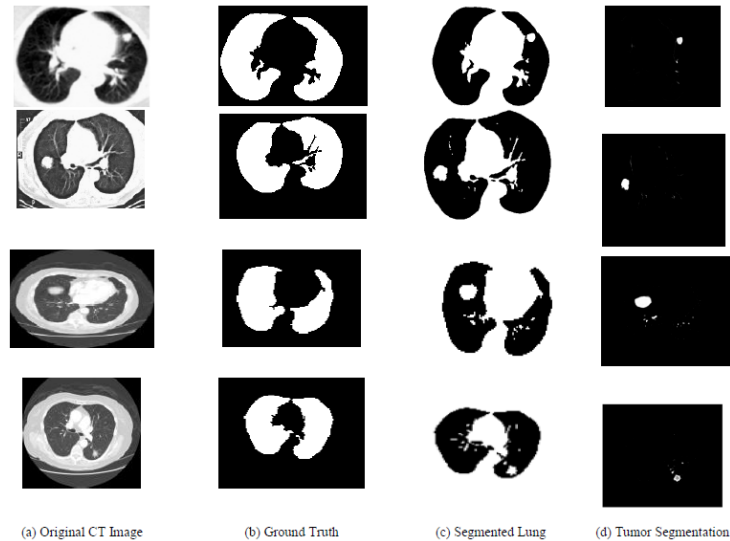 (a) Original CT Image
(b) Ground Truth
(c) Segmented Lung
(d) Tumor Segmentation